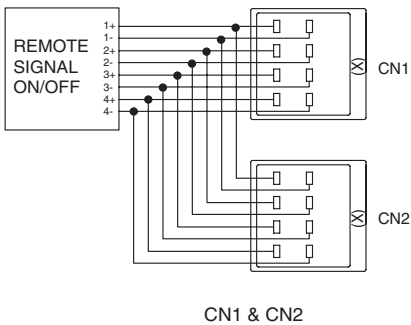 REMOTE
SIGNAL
ON/OFF
1+
1-
2+
2-
3+
3-
4+
4-
(X)
CN1
(X)
CN2
CN1 & CN2